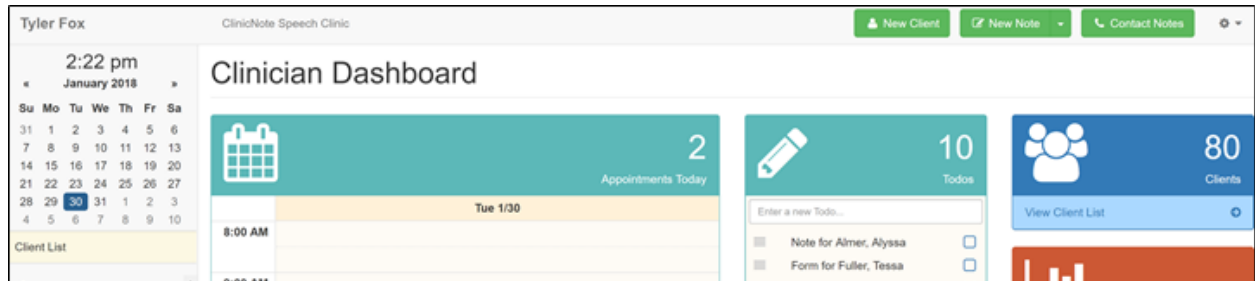 Tyler Fox
ClinicNote Speech Clinic
New Client
New Note
Contact Notes
2:22 pm
« January 2018 »
Su Mo Tu We Th Fr Sa
31 1 2 3 4 5 6
7 8 9 10 11 12 13
14 15 16 17 18 19 20
21 22 23 24 25 26 27
28 29 30 31 1 2 3
4 5 6 7 8 9 10
Client List
Clinician Dashboard
2
Appointments Today
Tue 1/30
8:00 AM
10
Todos
Enter a new Todo...
Note for Almer, Alyssa
Form for Fuller, Tessa
80
Clients
View Client List